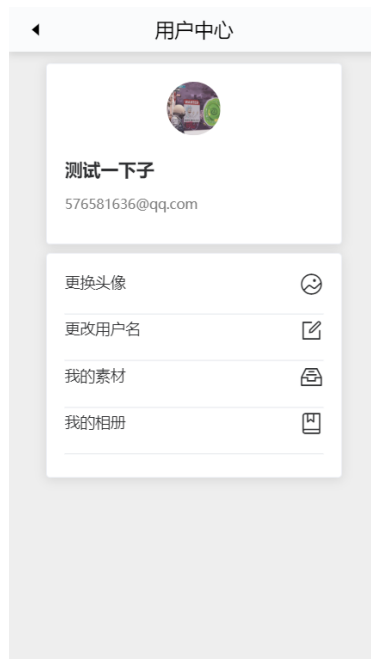 用户中心
测试一下子
576581636@qq.com
更换头像
更改用户名
我的素材
我的相册